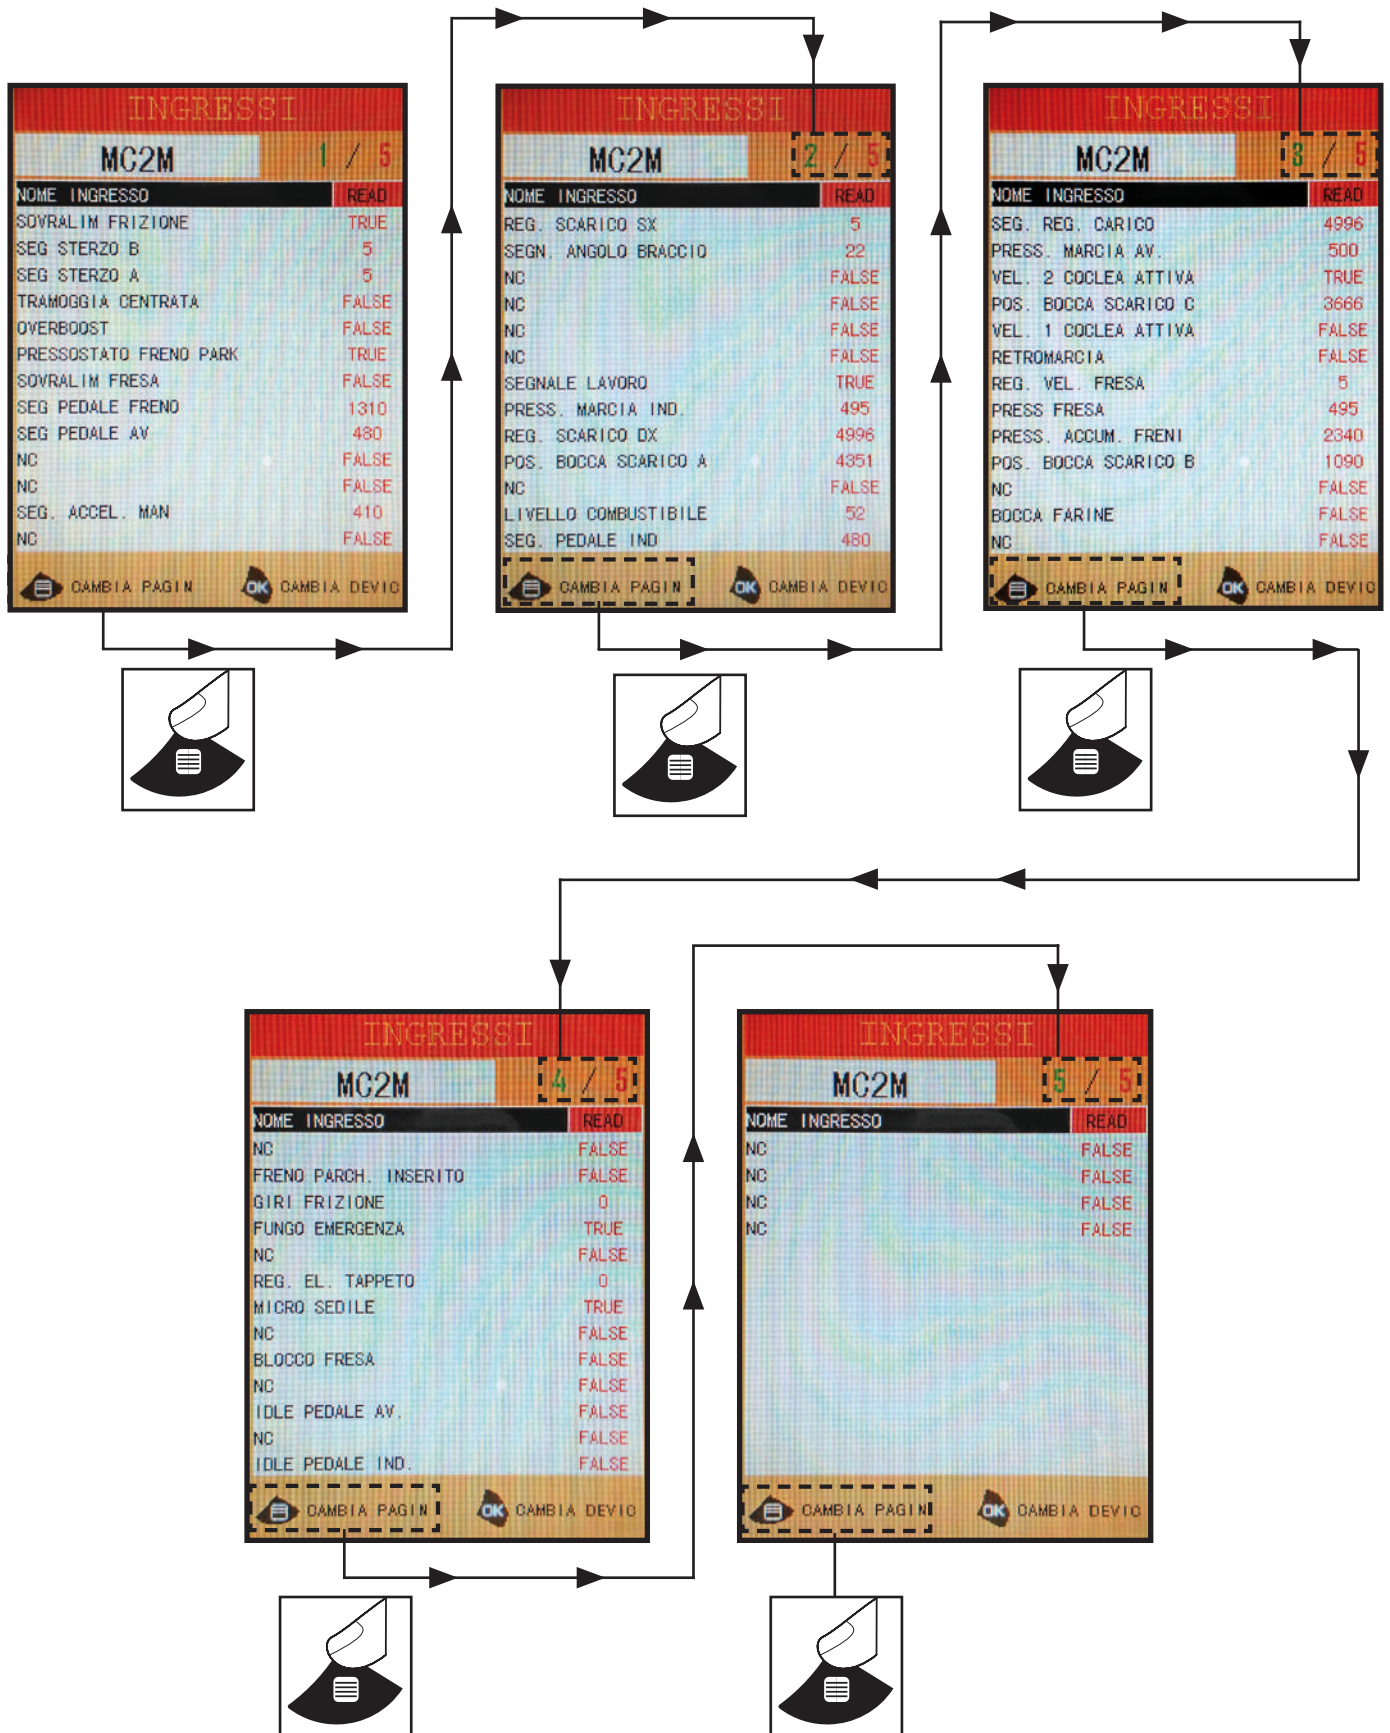 INGRESSI
MC2M 1 / 5
NOME INGRESSO READ
SOVRALIM FRIZIONE TRUE
SEG STERZO B 5
SEG STERZO A 5
TRAMOGGIA CENTRATA FALSE
OVERBOOST FALSE
PRESSOSTATO FRENO PARK TRUE
SOVRALIM FRESA FALSE
SEG PEDALE FRENO 1310
SEG PEDALE AV 480
NC FALSE
NC FALSE
SEG. ACCEL. MAN 410
NC FALSE
CAMBIA PAGIN OK CAMBIA DEVIC
INGRESSI
MC2M 2 / 5
NOME INGRESSO READ
REG. SCARICO SX 5
SEGN. ANGOLO BRACCIO 22
NC FALSE
NC FALSE
NC FALSE
NC FALSE
SEGNALE LAVORO TRUE
PRESS. MARCIA IND. 495
REG. SCARICO DX 4996
POS. BOCCA SCARICO A 4351
NC FALSE
LIVELLO COMBUSTIBILE 52
SEG. PEDALE IND 480
CAMBIA PAGIN OK CAMBIA DEVIC
INGRESSI
MC2M 3 / 5
NOME INGRESSO READ
SEG. REG. CARICO 4996
PRESS. MARCIA AV. 500
VEL. 2 COCLEA ATTIVA TRUE
POS. BOCCA SCARICO C 3666
VEL. 1 COCLEA ATTIVA FALSE
RETROMARCIA FALSE
REG. VEL. FRESA 5
PRESS FRESA 495
PRESS. ACCUM. FRENI 2340
POS. BOCCA SCARICO B 1090
NC FALSE
BOCCA FARINE FALSE
NC FALSE
CAMBIA PAGIN OK CAMBIA DEVIC
INGRESSI
MC2M 4 / 5
NOME INGRESSO READ
NC FALSE
FRENO PARCH. INSERITO FALSE
GIRI FRIZIONE 0
FUNGO EMERGENZA TRUE
NC FALSE
REG. EL. TAPPETO 0
MICRO SEDILE TRUE
NC FALSE
BLOCCO FRESA FALSE
NC FALSE
IDLE PEDALE AV. FALSE
NC FALSE
IDLE PEDALE IND. FALSE
CAMBIA PAGIN OK CAMBIA DEVIC
INGRESSI
MC2M 5 / 5
NOME INGRESSO READ
NC FALSE
NC FALSE
NC FALSE
NC FALSE
CAMBIA PAGIN OK CAMBIA DEVIC